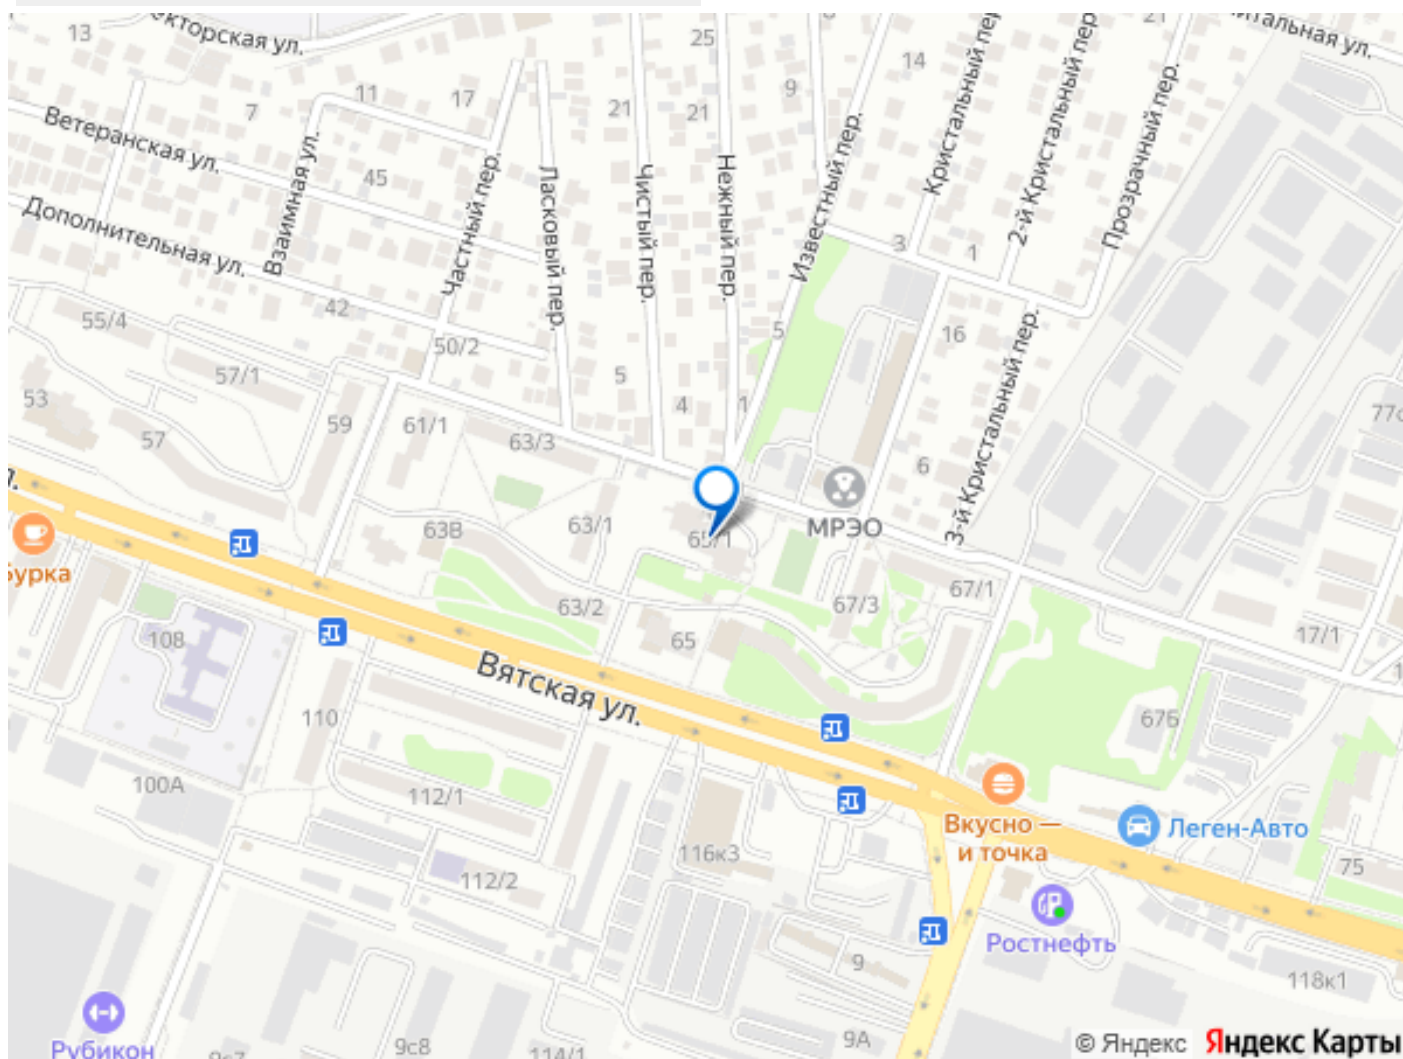 13
екторская ул.
25
21
9
14
Кристальный пер.
2-й Кристальный пер.
Прозрачный пер.
21
тальная ул.
11
17
7
21
Ветеранская ул.
Взаимная ул.
45
Частный пер.
Ласковый пер.
Чистый пер.
Нежный пер.
Известный пер.
Дополнительная ул.
3
1
42
55/4
50/2
5
16
57/1
5
4
1
3-й Кристальный пер.
53
57
59
61/1
63/3
77с
6
63В
63/1
65/1
МРЭО
Бурка
63/2
67/3
67/1
108
65
17/1
Вятская ул.
110
67Б
100А
112/1
Вкусно —
и точка
Леген-Авто
116к3
75
112/2
Ростнефть
9
118к1
Рубикон
9с7
9с8
114/1
9А
© Яндекс Яндекс Карты